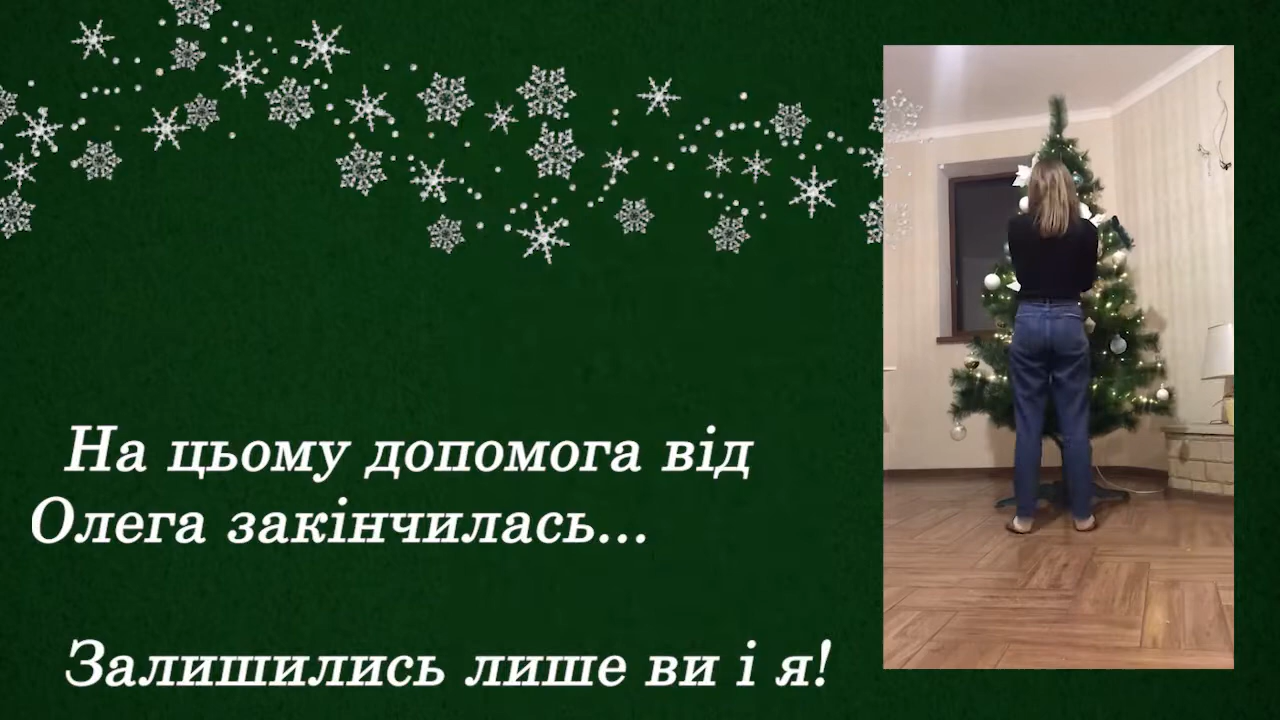 На цьому допомога від
Олега закінчилась...
Залишились лише ви і я!